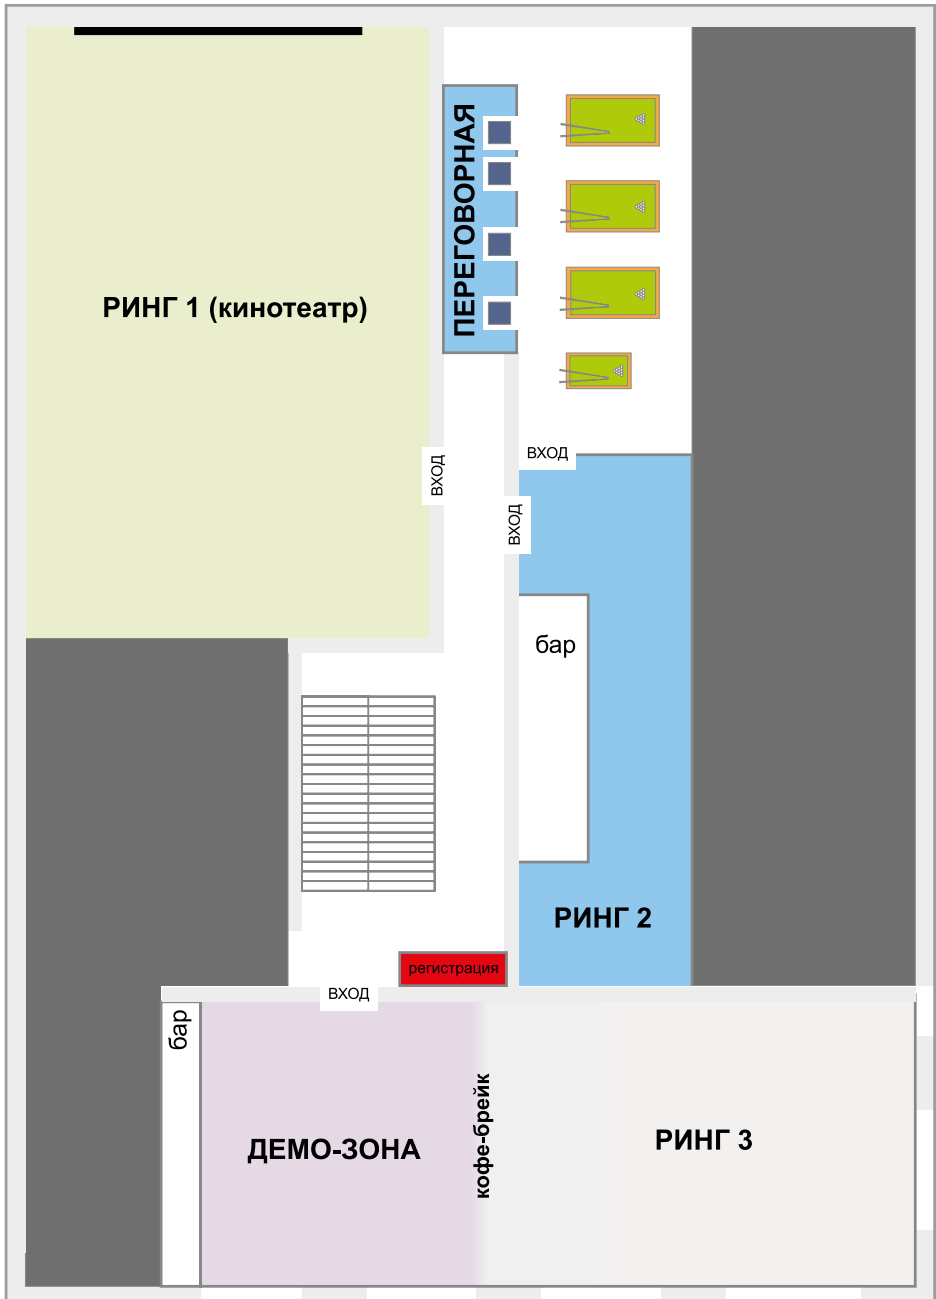 ПЕРЕГОВОРНАЯ
РИНГ 1 (кинотеатр)
ВХОД
ВХОД
ВХОД
бар
РИНГ 2
регистрация
ВХОД
бар
кофе-брейк
ДЕМО-ЗОНА
РИНГ 3